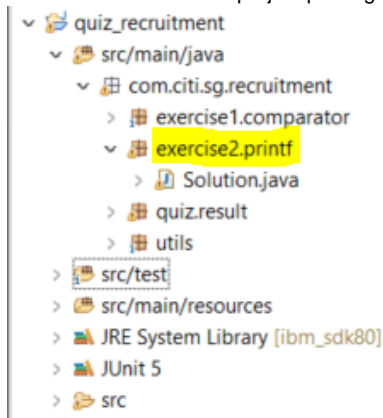 quiz_recruitment
src/main/java
com.citi.sg.recruitment
exercise1.comparator
exercise2.printf
Solution.java
quiz.result
utils
src/test
src/main/resources
JRE System Library [ibm_sdk80]
JUnit 5
src